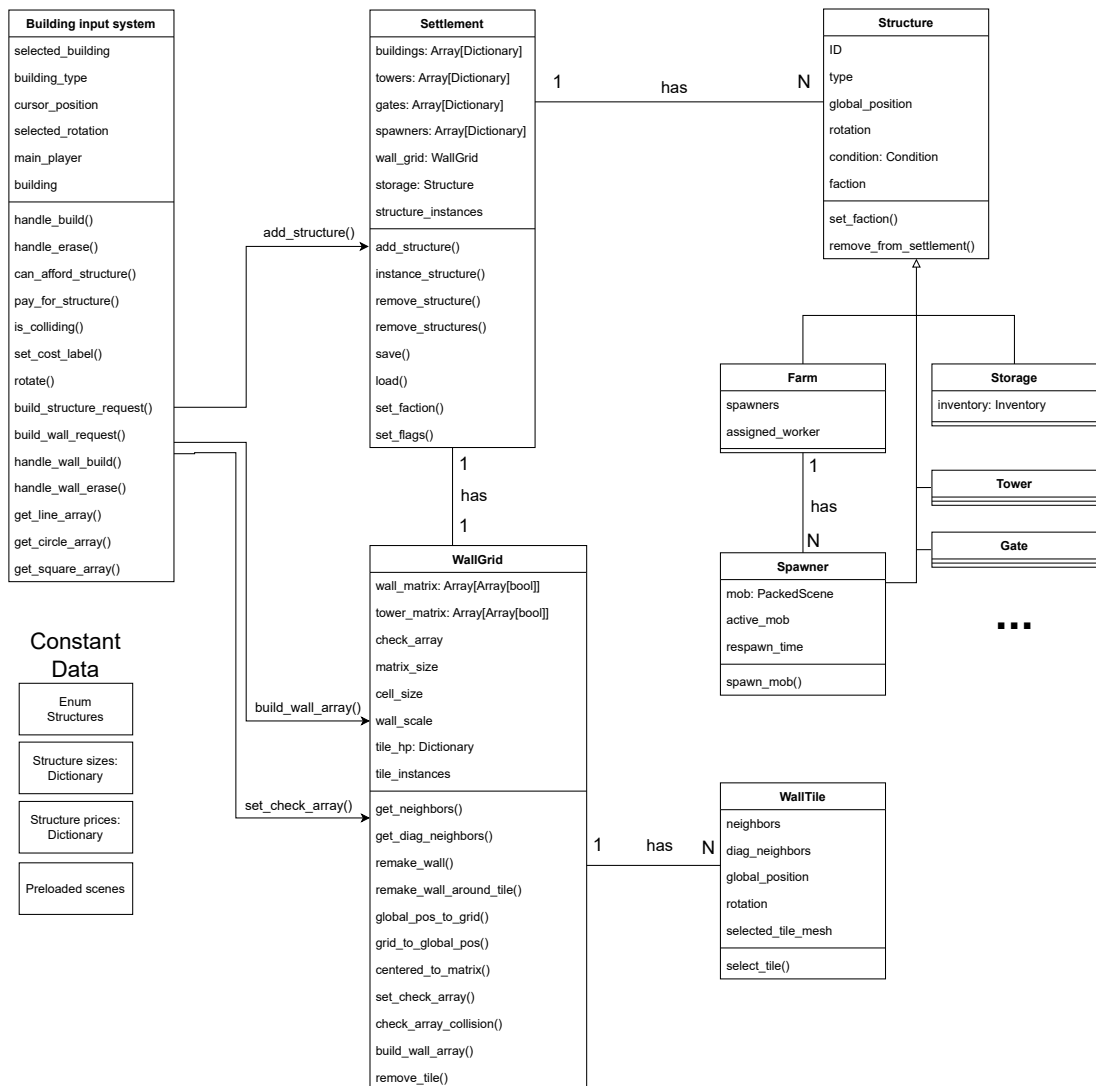 Building input system
selected_building
building_type
cursor_position
selected_rotation
main_player
building
handle_build()
handle_erase()
can_afford_structure()
pay_for_structure()
is_colliding()
set_cost_label()
rotate()
build_structure_request()
build_wall_request()
handle_wall_build()
handle_wall_erase()
get_line_array()
get_circle_array()
get_square_array()
Constant
Data
Enum
Structures
Structure sizes:
Dictionary
Structure prices:
Dictionary
Preloaded scenes
add_structure()
build_wall_array()
set_check_array()
Settlement
buildings: Array[Dictionary]
towers: Array[Dictionary]
gates: Array[Dictionary]
spawners: Array[Dictionary]
wall_grid: WallGrid
storage: Structure
structure_instances
add_structure()
instance_structure()
remove_structure()
remove_structures()
save()
load()
set_faction()
set_flags()
1
has
1
WallGrid
wall_matrix: Array[Array[bool]]
tower_matrix: Array[Array[bool]]
check_array
matrix_size
cell_size
wall_scale
tile_hp: Dictionary
tile_instances
get_neighbors()
get_diag_neighbors()
remake_wall()
remake_wall_around_tile()
global_pos_to_grid()
grid_to_global_pos()
centered_to_matrix()
set_check_array()
check_array_collision()
build_wall_array()
remove_tile()
1
has
N
Structure
ID
type
global_position
rotation
condition: Condition
faction
set_faction()
remove_from_settlement()
Farm
spawners
assigned_worker
1
has
N
Spawner
mob: PackedScene
active_mob
respawn_time
spawn_mob()
Storage
inventory: Inventory
Tower
Gate
...
1
has
N
WallTile
neighbors
diag_neighbors
global_position
rotation
selected_tile_mesh
select_tile()